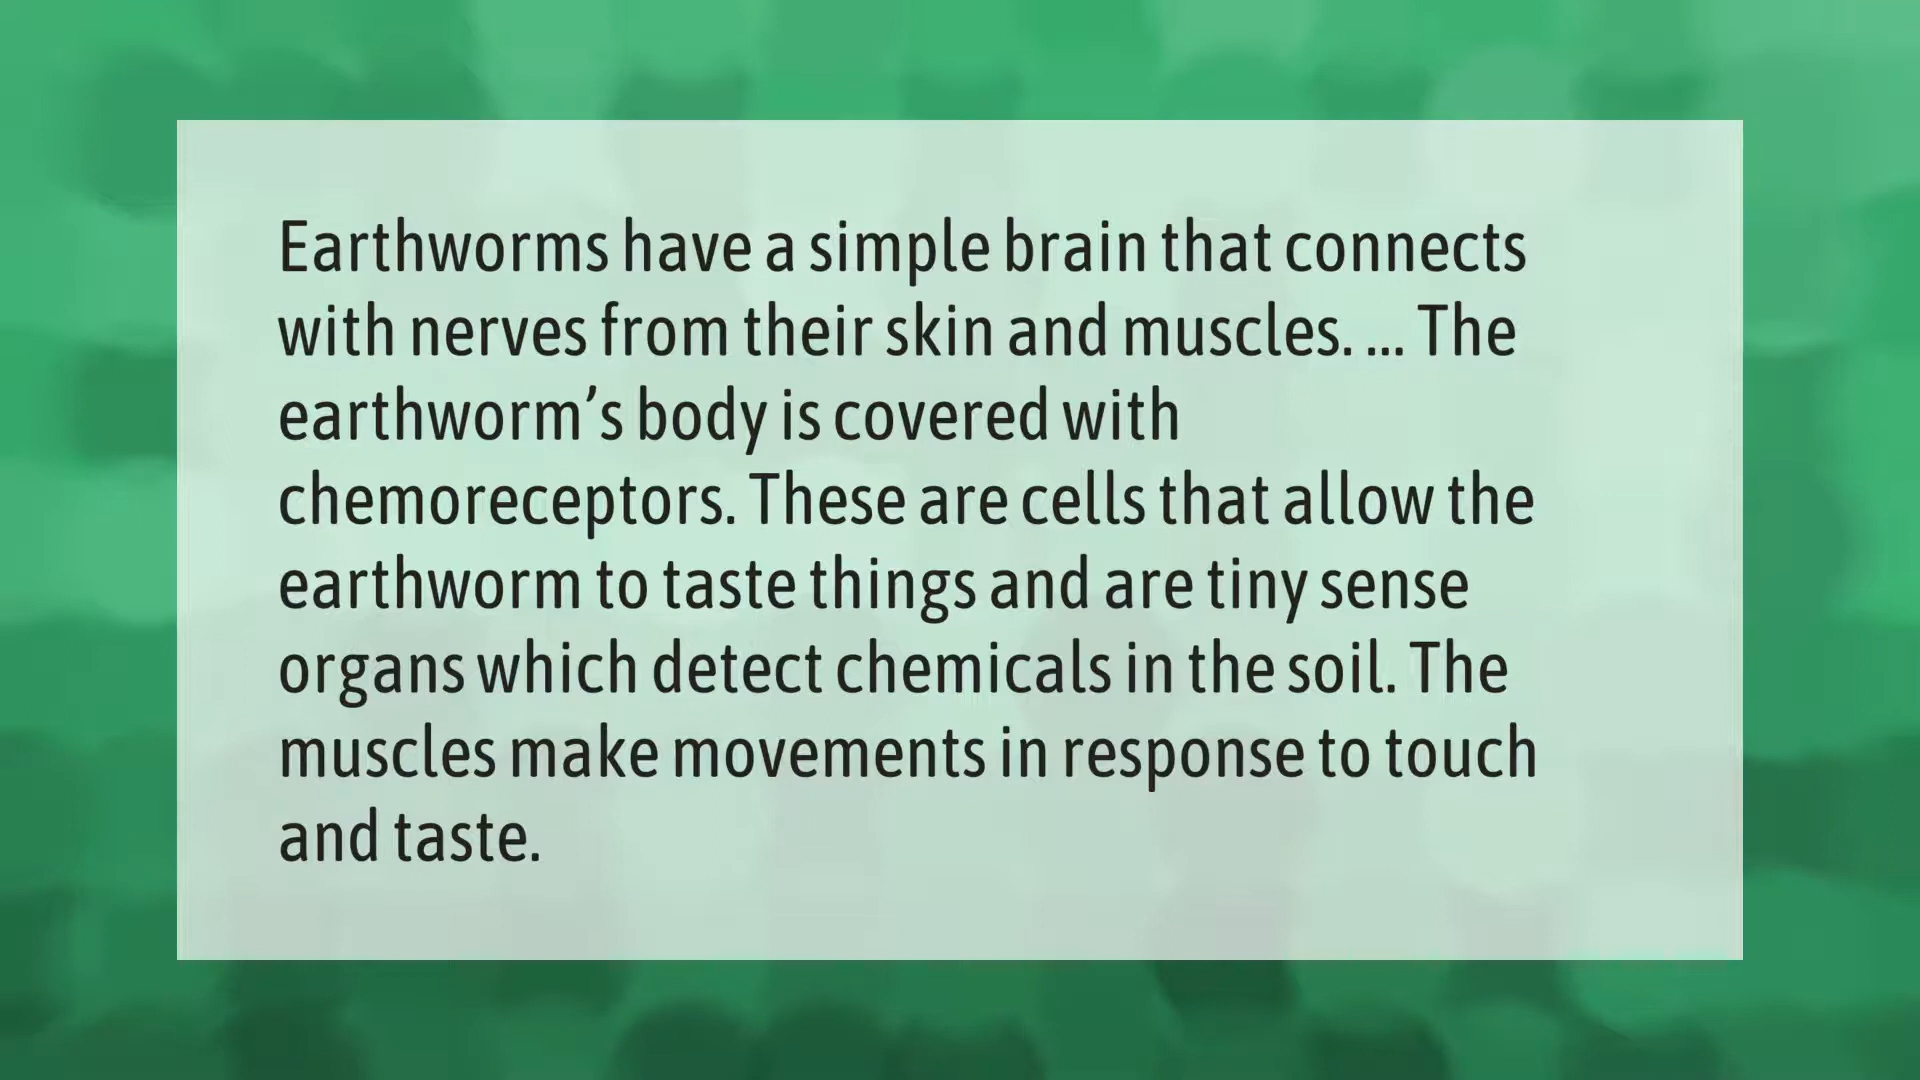 Earthworms have a simple brain that connects
with nerves from their skin and muscles. ... The
earthworm’s body is covered with
chemoreceptors. These are cells that allow the
earthworm to taste things and are tiny sense
organs which detect chemicals in the soil. The
muscles make movements in response to touch
and taste.